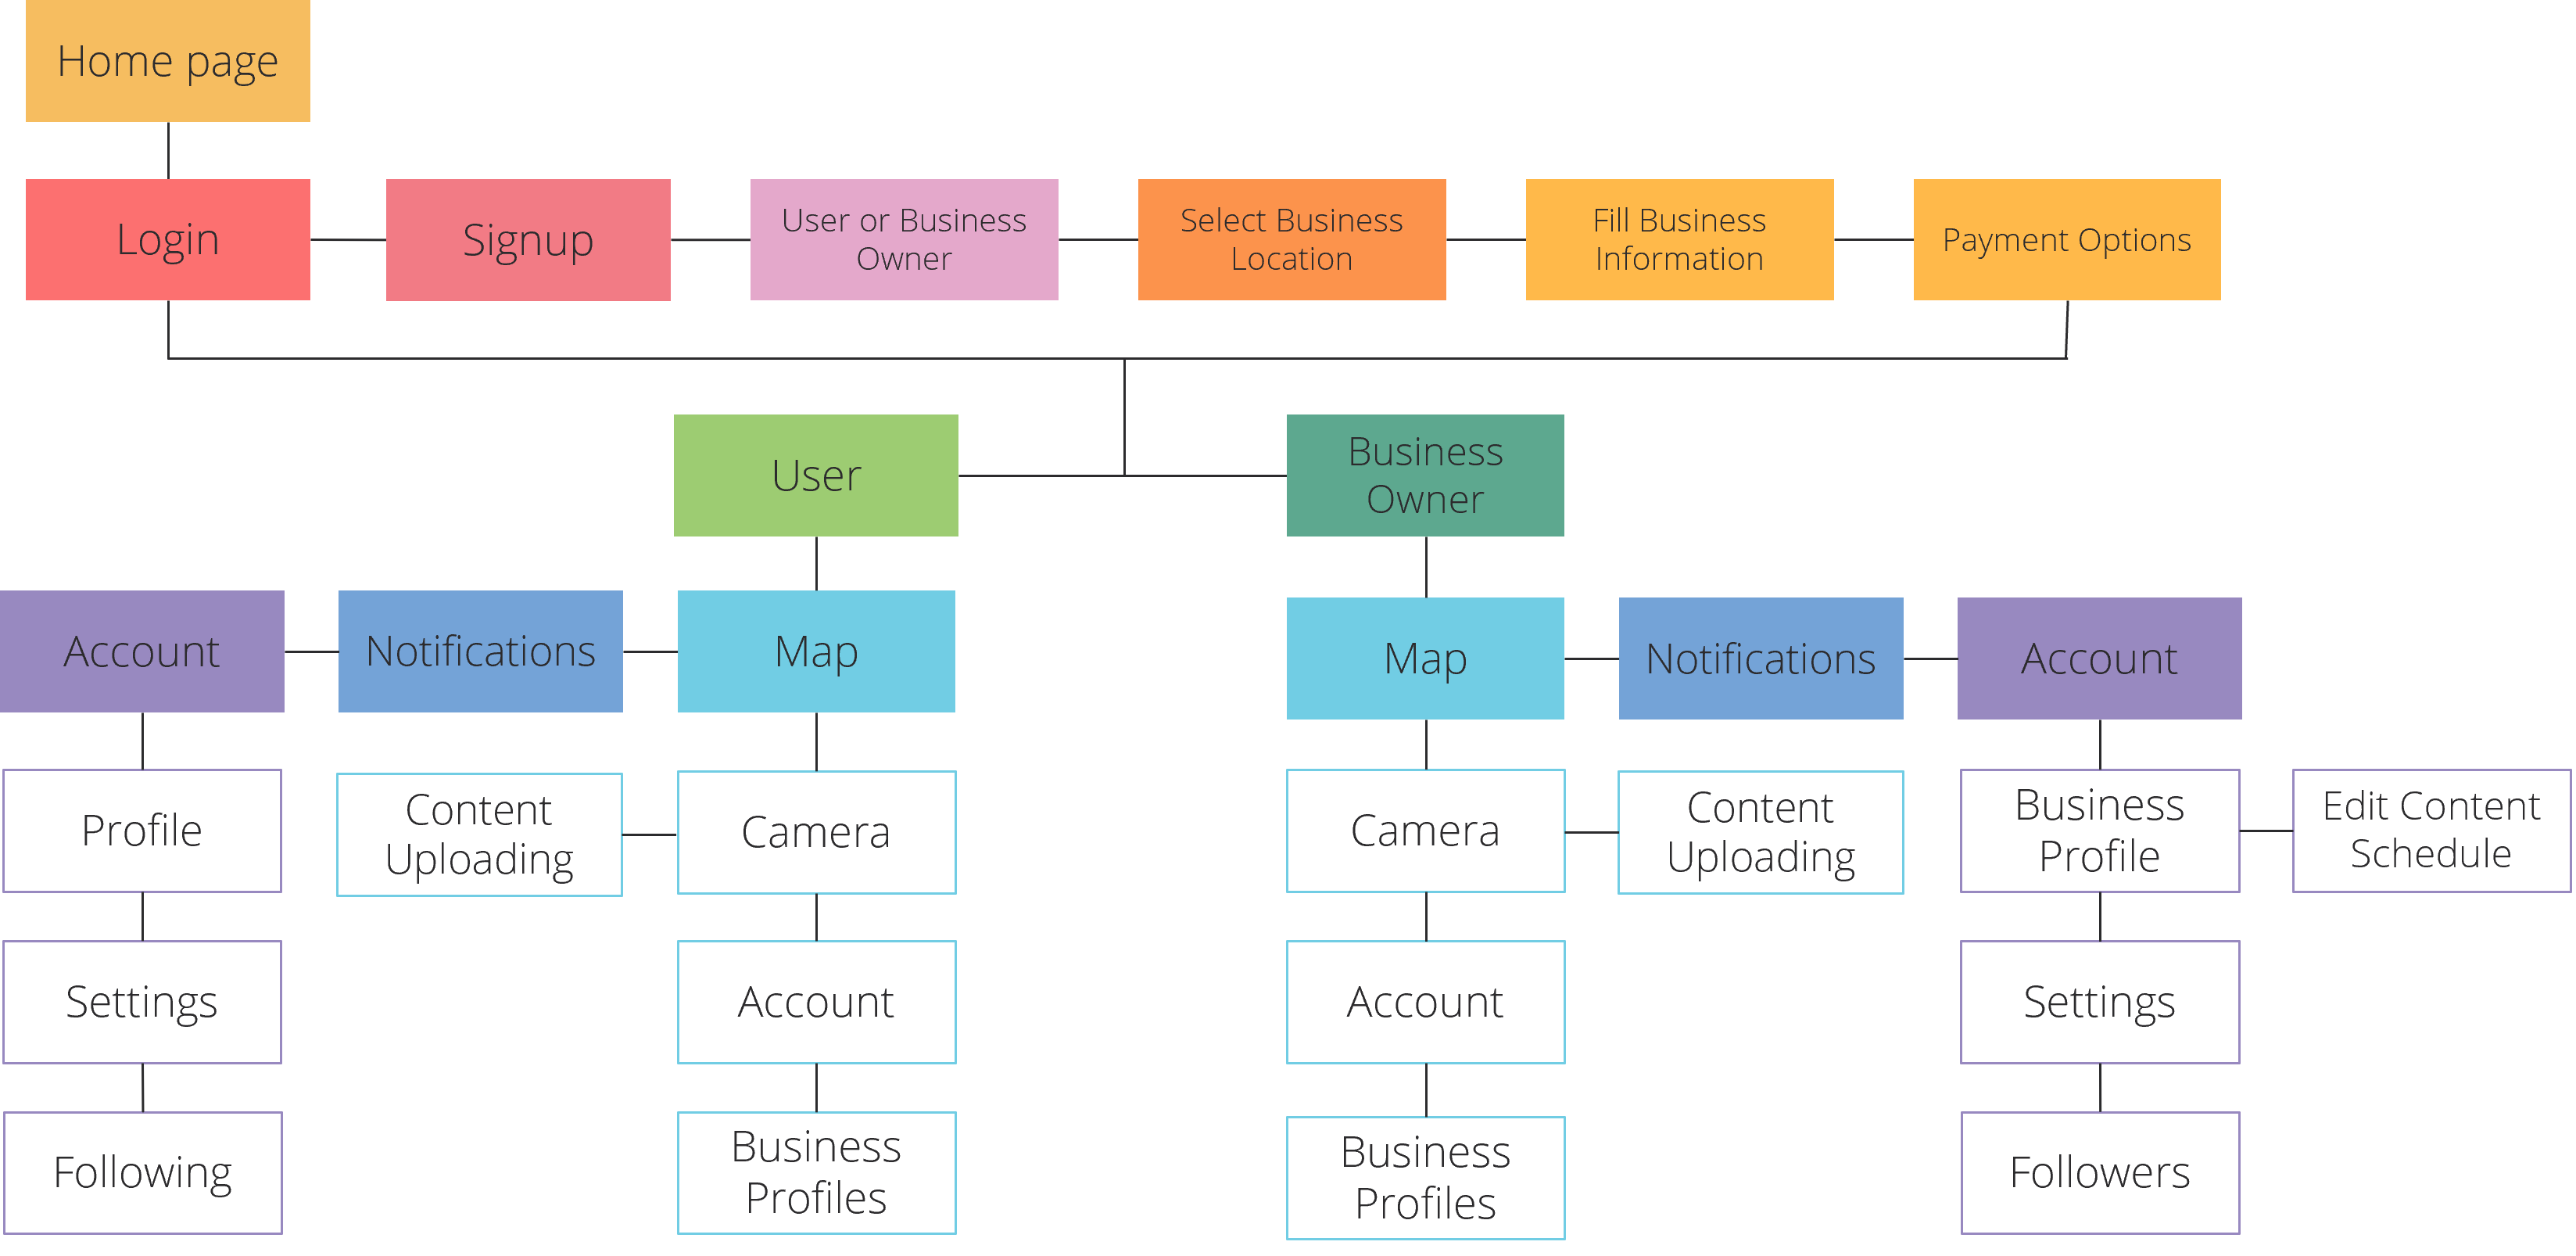 Home page
Login
Signup
User or Business
Owner
Select Business
Location
Fill Business
Information
Payment Options
User
Business
Owner
Account
Notifications
Map
Map
Notifications
Account
Profile
Content
Uploading
Camera
Camera
Content
Uploading
Business
Profile
Edit Content
Schedule
Settings
Account
Account
Settings
Following
Business
Profiles
Business
Profiles
Followers